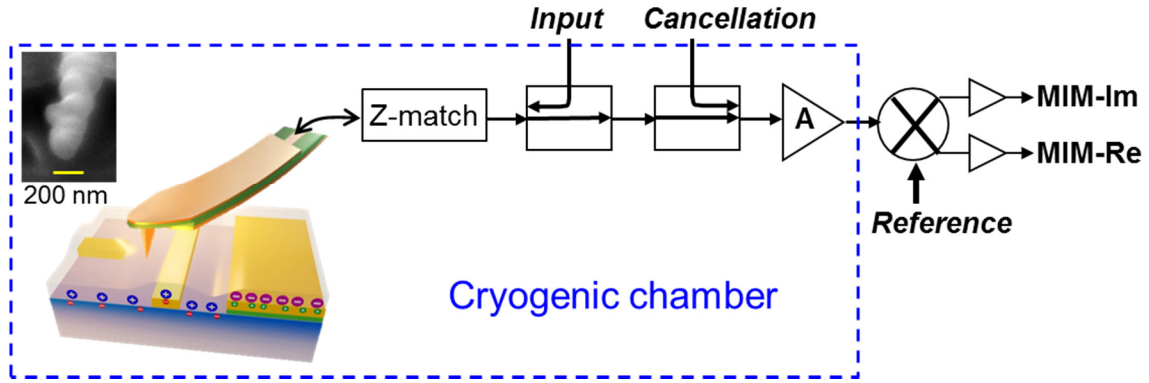 Input
Cancellation
Z-match
A
MIM-Im
MIM-Re
Reference
200 nm
Cryogenic chamber